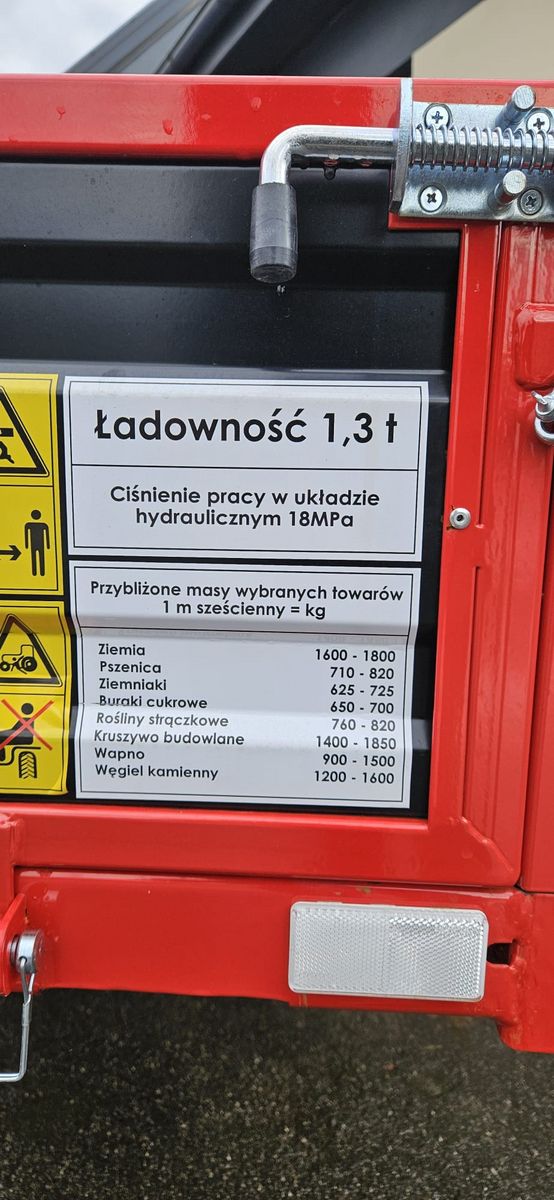 Ładowność 1,3 t
Ciśnienie pracy w układzie
hydraulicznym 18MPa
Przybliżone masy wybranych towarów
1 m sześcienny = kg
Ziemia 1600 - 1800
Pszenica 710 - 820
Ziemniaki 625 - 725
Buraki cukrowe 650 - 700
Rośliny strączkowe 760 - 820
Kruszywo budowlane 1400 - 1850
Wapno 900 - 1500
Węgiel kamienny 1200 - 1600